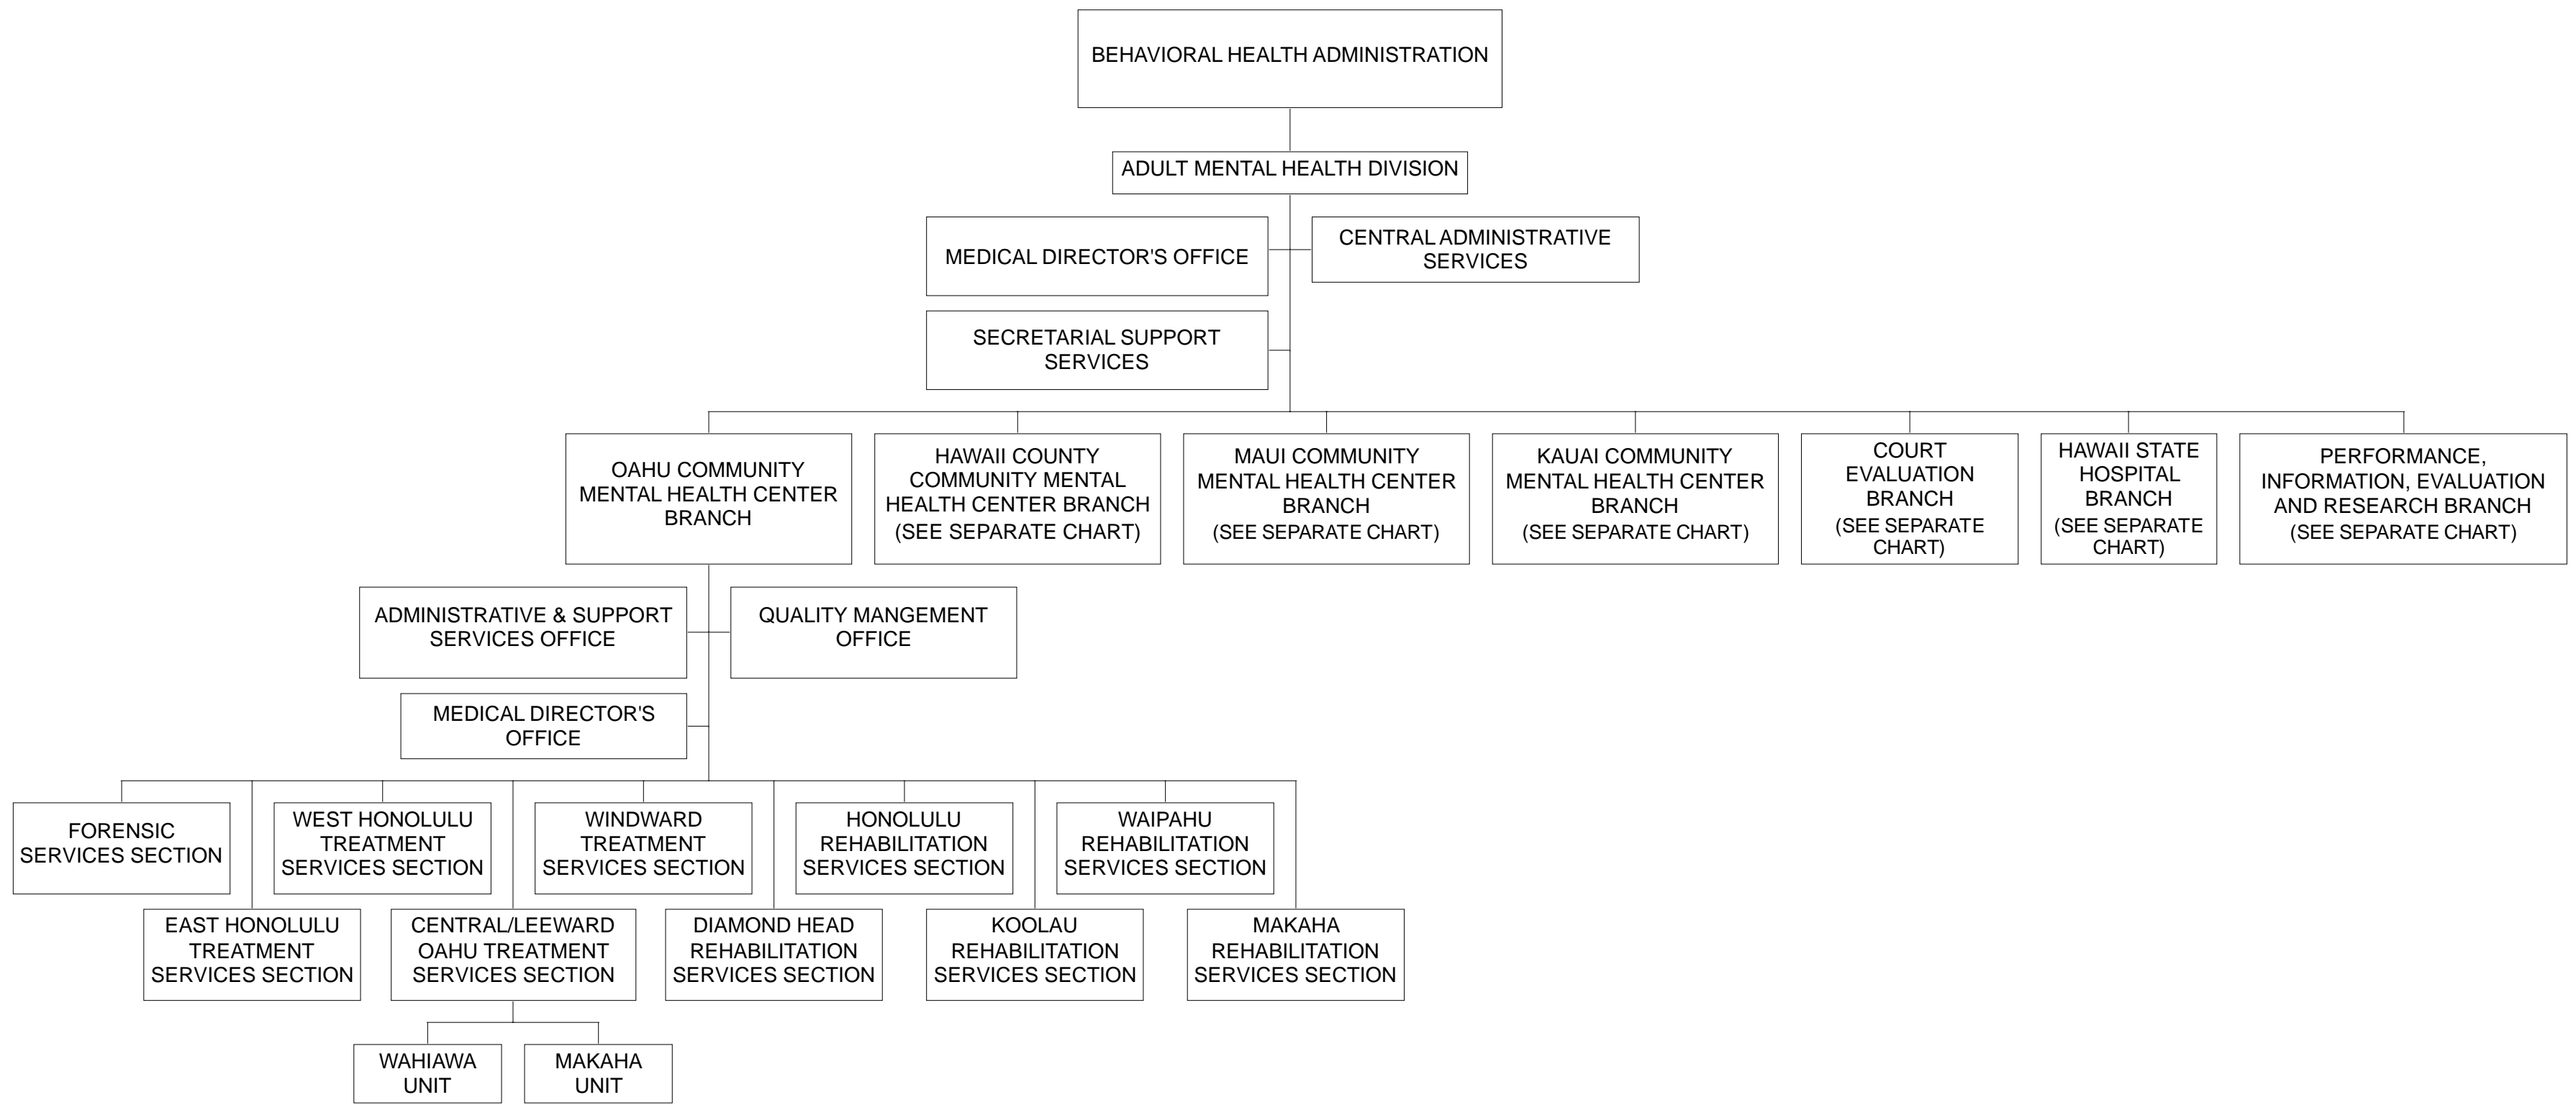 BEHAVIORAL HEALTH ADMINISTRATION
ADULT MENTAL HEALTH DIVISION
MEDICAL DIRECTOR'S OFFICE
CENTRAL ADMINISTRATIVE
SERVICES
SECRETARIAL SUPPORT
SERVICES
OAHU COMMUNITY
MENTAL HEALTH CENTER
BRANCH
HAWAII COUNTY
COMMUNITY MENTAL
HEALTH CENTER BRANCH
(SEE SEPARATE CHART)
MAUI COMMUNITY
MENTAL HEALTH CENTER
BRANCH
(SEE SEPARATE CHART)
KAUAI COMMUNITY
MENTAL HEALTH CENTER
BRANCH
(SEE SEPARATE CHART)
COURT
EVALUATION
BRANCH
(SEE SEPARATE
CHART)
HAWAII STATE
HOSPITAL
BRANCH
(SEE SEPARATE
CHART)
PERFORMANCE,
INFORMATION, EVALUATION
AND RESEARCH BRANCH
(SEE SEPARATE CHART)
ADMINISTRATIVE & SUPPORT
SERVICES OFFICE
QUALITY MANGEMENT
OFFICE
MEDICAL DIRECTOR'S
OFFICE
FORENSIC
SERVICES SECTION
WEST HONOLULU
TREATMENT
SERVICES SECTION
WINDWARD
TREATMENT
SERVICES SECTION
HONOLULU
REHABILITATION
SERVICES SECTION
WAIPAHU
REHABILITATION
SERVICES SECTION
EAST HONOLULU
TREATMENT
SERVICES SECTION
CENTRAL/LEEWARD
OAHU TREATMENT
SERVICES SECTION
DIAMOND HEAD
REHABILITATION
SERVICES SECTION
KOOLAU
REHABILITATION
SERVICES SECTION
MAKAHA
REHABILITATION
SERVICES SECTION
WAHIAWA
UNIT
MAKAHA
UNIT